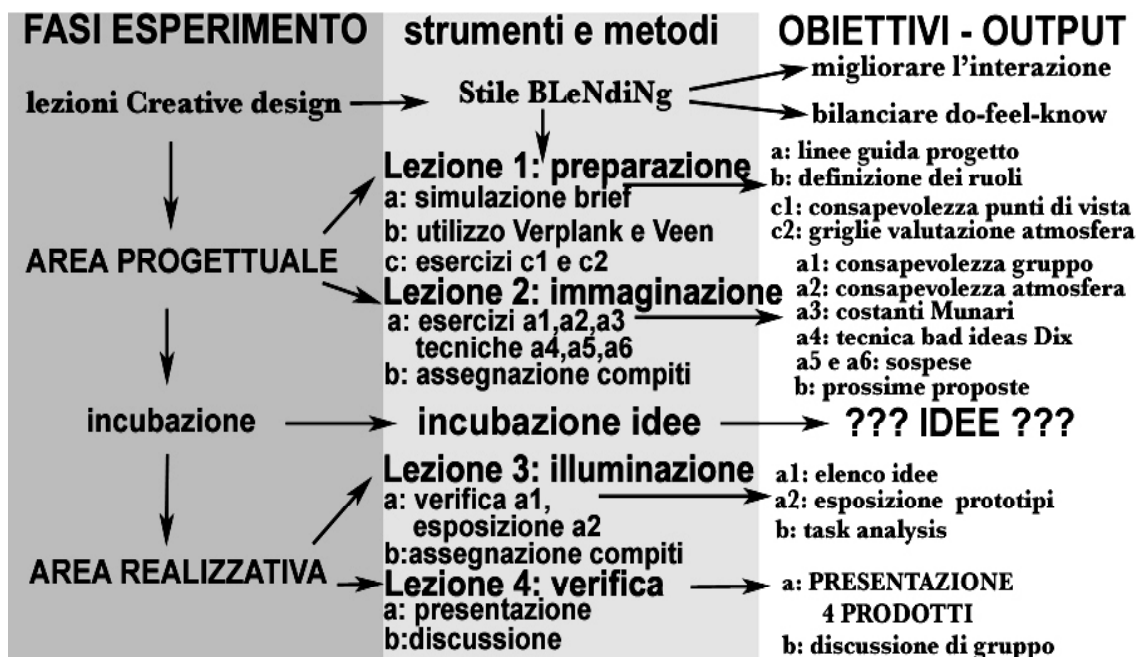 FASI ESPERIMENTO
strumenti e metodi
OBIETTIVI - OUTPUT
lezioni Creative design
Stile BLeNdiNg
migliorare l'interazione
bilanciare do-feel-know
AREA PROGETTUALE
Lezione 1: preparazione
a: simulazione brief
b: utilizzo Verplank e Veen
c: esercizi c1 e c2
a: linee guida progetto
b: definizione dei ruoli
c1: consapevolezza punti di vista
c2: griglie valutazione atmosfera
Lezione 2: immaginazione
a: esercizi a1,a2,a3
tecniche a4,a5,a6
b: assegnazione compiti
a1: consapevolezza gruppo
a2: consapevolezza atmosfera
a3: costanti Munari
a4: tecnica bad ideas Dix
a5 e a6: sospese
b: prossime proposte
incubazione
incubazione idee
??? IDEE ???
AREA REALIZZATIVA
Lezione 3: illuminazione
a: verifica a1,
esposizione a2
b:assegnazione compiti
a1: elenco idee
a2: esposizione prototipi
b: task analysis
Lezione 4: verifica
a: presentazione
b:discussione
a: PRESENTAZIONE
4 PRODOTTI
b: discussione di gruppo